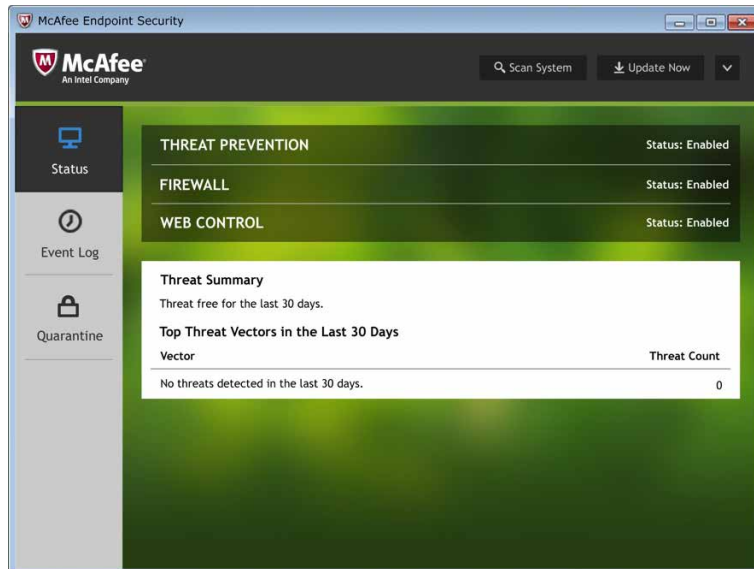 McAfee Endpoint Security
McAfee
An Intel Company
Scan System
Update Now
Status
Event Log
Quarantine
THREAT PREVENTION Status: Enabled
FIREWALL Status: Enabled
WEB CONTROL Status: Enabled
Threat Summary
Threat free for the last 30 days.
Top Threat Vectors in the Last 30 Days
Vector Threat Count
No threats detected in the last 30 days. 0